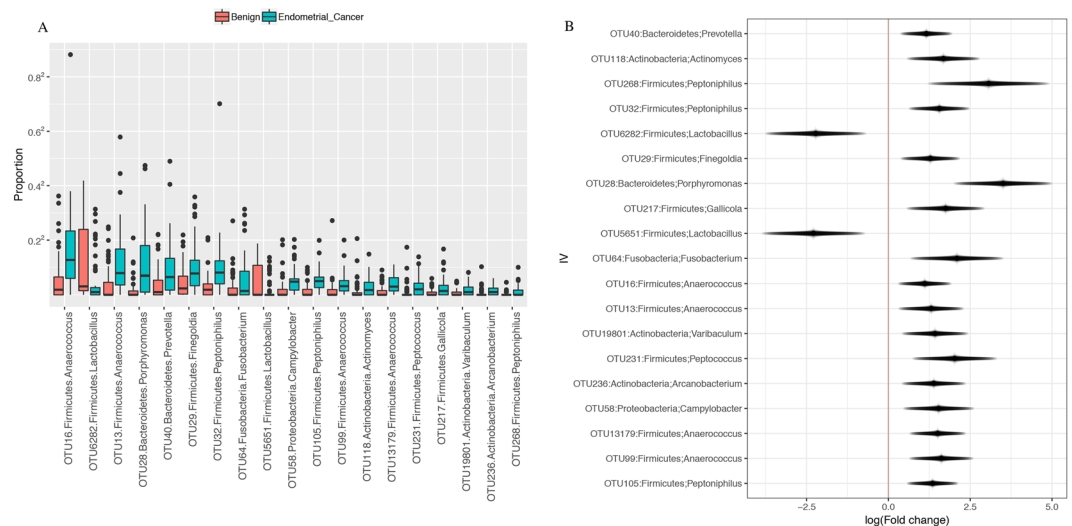 A
Benign Endometrial_Cancer
Proportion
0.8²
0.6²
0.4²
0.2²
OTU16.Firmicutes.Anaerococcus
OTU6282.Firmicutes.Lactobacillus
OTU13.Firmicutes.Anaerococcus
OTU28.Bacteroidetes.Porphyromonas
OTU40.Bacteroidetes.Prevotella
OTU29.Firmicutes.Finegoldia
OTU32.Firmicutes.Peptoniphilus
OTU64.Fusobacteria.Fusobacterium
OTU5651.Firmicutes.Lactobacillus
OTU58.Proteobacteria.Campylobacter
OTU105.Firmicutes.Peptoniphilus
OTU99.Firmicutes.Anaerococcus
OTU118.Actinobacteria.Actinomyces
OTU13179.Firmicutes.Anaerococcus
OTU231.Firmicutes.Peptococcus
OTU217.Firmicutes.Gallicola
OTU19801.Actinobacteria.Varibaculum
OTU236.Actinobacteria.Arcanobacterium
OTU268.Firmicutes.Peptoniphilus
B
IV
OTU40:Bacteroidetes;Prevotella
OTU118:Actinobacteria;Actinomyces
OTU268:Firmicutes;Peptoniphilus
OTU32:Firmicutes;Peptoniphilus
OTU6282:Firmicutes;Lactobacillus
OTU29:Firmicutes;Finegoldia
OTU28:Bacteroidetes;Porphyromonas
OTU217:Firmicutes;Gallicola
OTU5651:Firmicutes;Lactobacillus
OTU64:Fusobacteria;Fusobacterium
OTU16:Firmicutes;Anaerococcus
OTU13:Firmicutes;Anaerococcus
OTU19801:Actinobacteria;Varibaculum
OTU231:Firmicutes;Peptococcus
OTU236:Actinobacteria;Arcanobacterium
OTU58:Proteobacteria;Campylobacter
OTU13179:Firmicutes;Anaerococcus
OTU99:Firmicutes;Anaerococcus
OTU105:Firmicutes;Peptoniphilus
−2.5 0.0 2.5 5.0
log(Fold change)